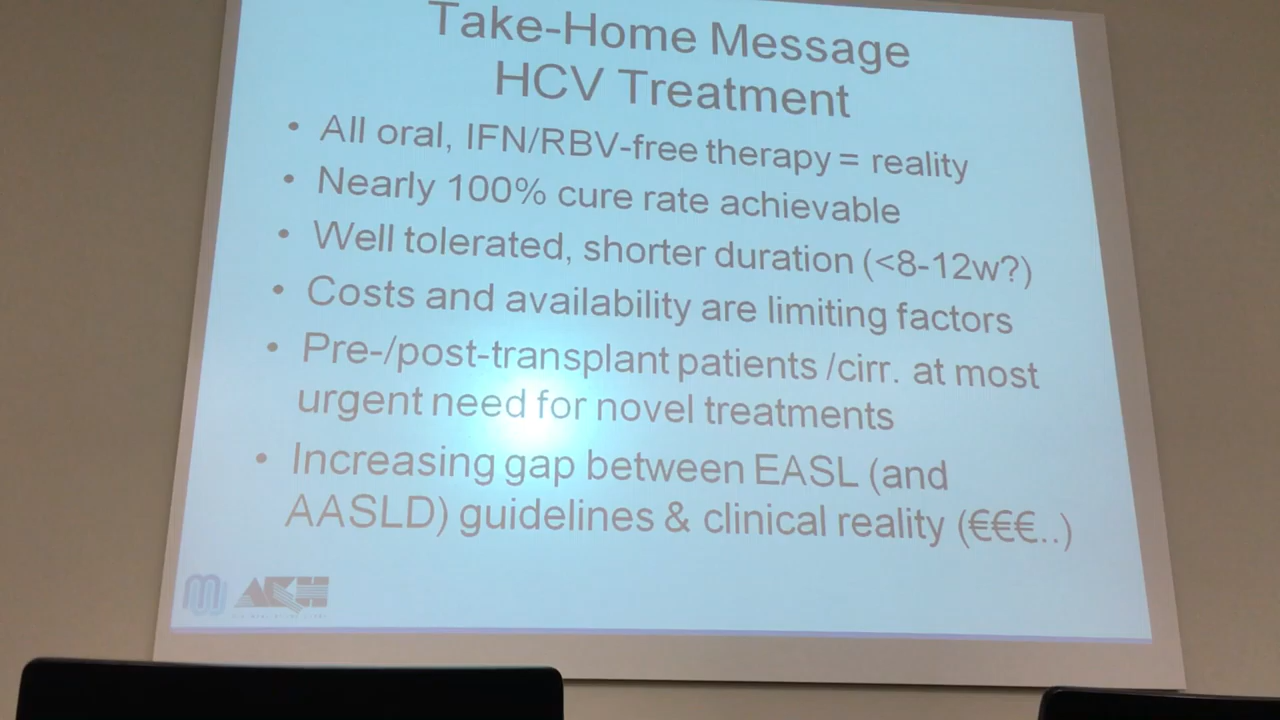 Take-Home Message
HCV Treatment
• All oral, IFN/RBV-free therapy = reality
• Nearly 100% cure rate achievable
• Well tolerated, shorter duration (<8-12w?)
• Costs and availability are limiting factors
• Pre-/post-transplant patients /cirr. at most
urgent need for novel treatments
• Increasing gap between EASL (and
AASLD) guidelines & clinical reality (€€€..)
AKH